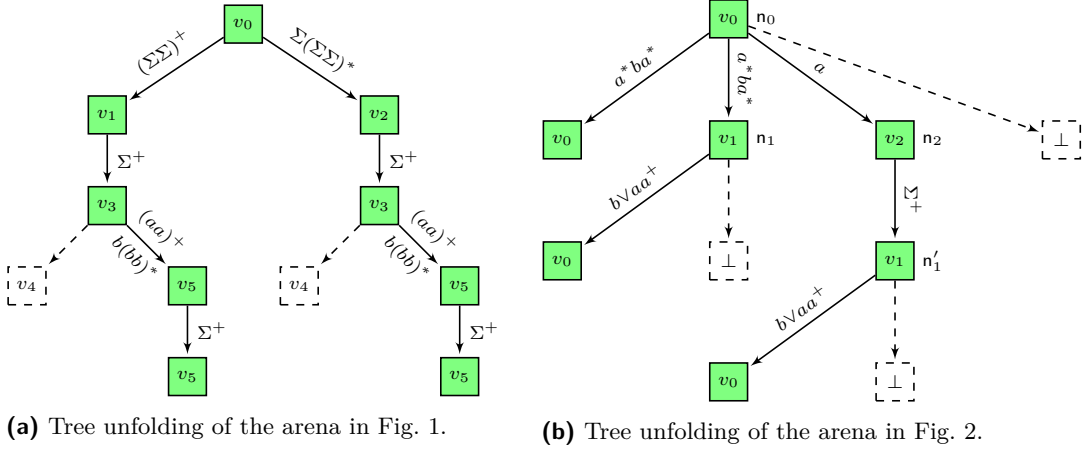 v₀
v₀ n₀
(ΣΣ)⁺
Σ(ΣΣ)*
a*ba*
a*ba*
a
v₁
v₂
v₀
v₁ n₁
v₂ n₂
⊥
Σ⁺
Σ⁺
b∨aa⁺
Σ⁺
v₃
v₃
(aa)⁺
b(bb)*
(aa)⁺
b(bb)*
v₀
⊥
v₁ n′₁
v₄
v₅
v₄
v₅
Σ⁺
Σ⁺
b∨aa⁺
v₅
v₅
v₀
⊥
(a) Tree unfolding of the arena in Fig. 1.
(b) Tree unfolding of the arena in Fig. 2.